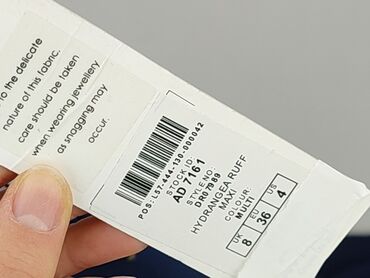 to the delicate
nature of this fabric,
care should be taken
when wearing jewellery
as snagging may
occur.
POS: L57-444-130-000042
STOCK ID:
AD 7161
STYLE NO.
DR07989
HYDRANGEA RUFF
MAXI
COLOUR:
MULTI
UK EU US
8 36 4